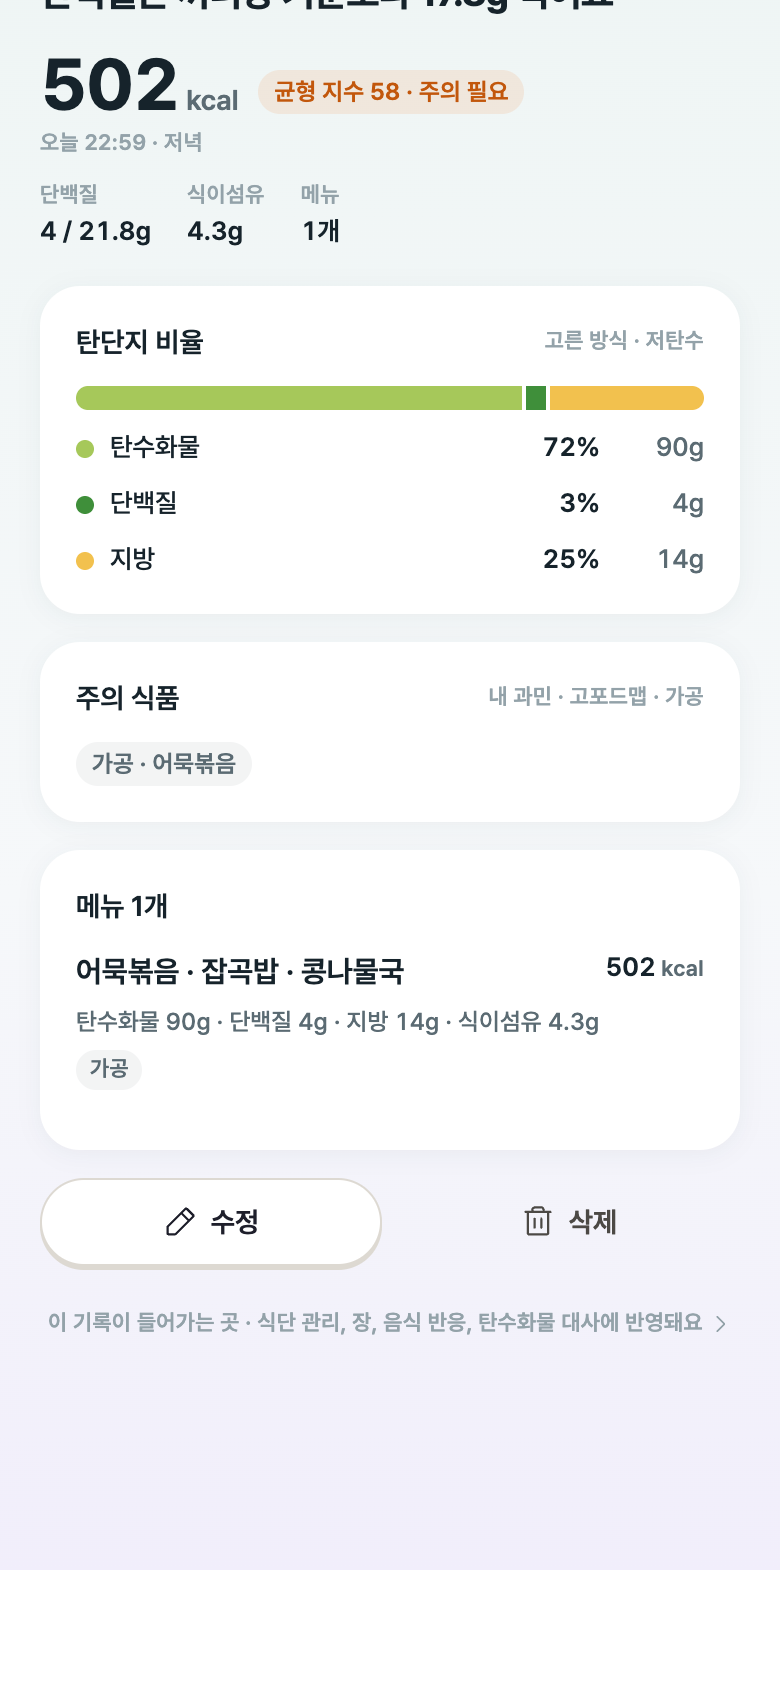 502 kcal 균형 지수 58 · 주의 필요
오늘 22:59 · 저녁
단백질 식이섬유 메뉴
4 / 21.8g 4.3g 1개
탄단지 비율 고른 방식 · 저탄수
탄수화물 72% 90g
단백질 3% 4g
지방 25% 14g
주의 식품 내 과민 · 고포드맵 · 가공
가공 · 어묵볶음
메뉴 1개
어묵볶음 · 잡곡밥 · 콩나물국 502 kcal
탄수화물 90g · 단백질 4g · 지방 14g · 식이섬유 4.3g
가공
수정 삭제
이 기록이 들어가는 곳 · 식단 관리, 장, 음식 반응, 탄수화물 대사에 반영돼요